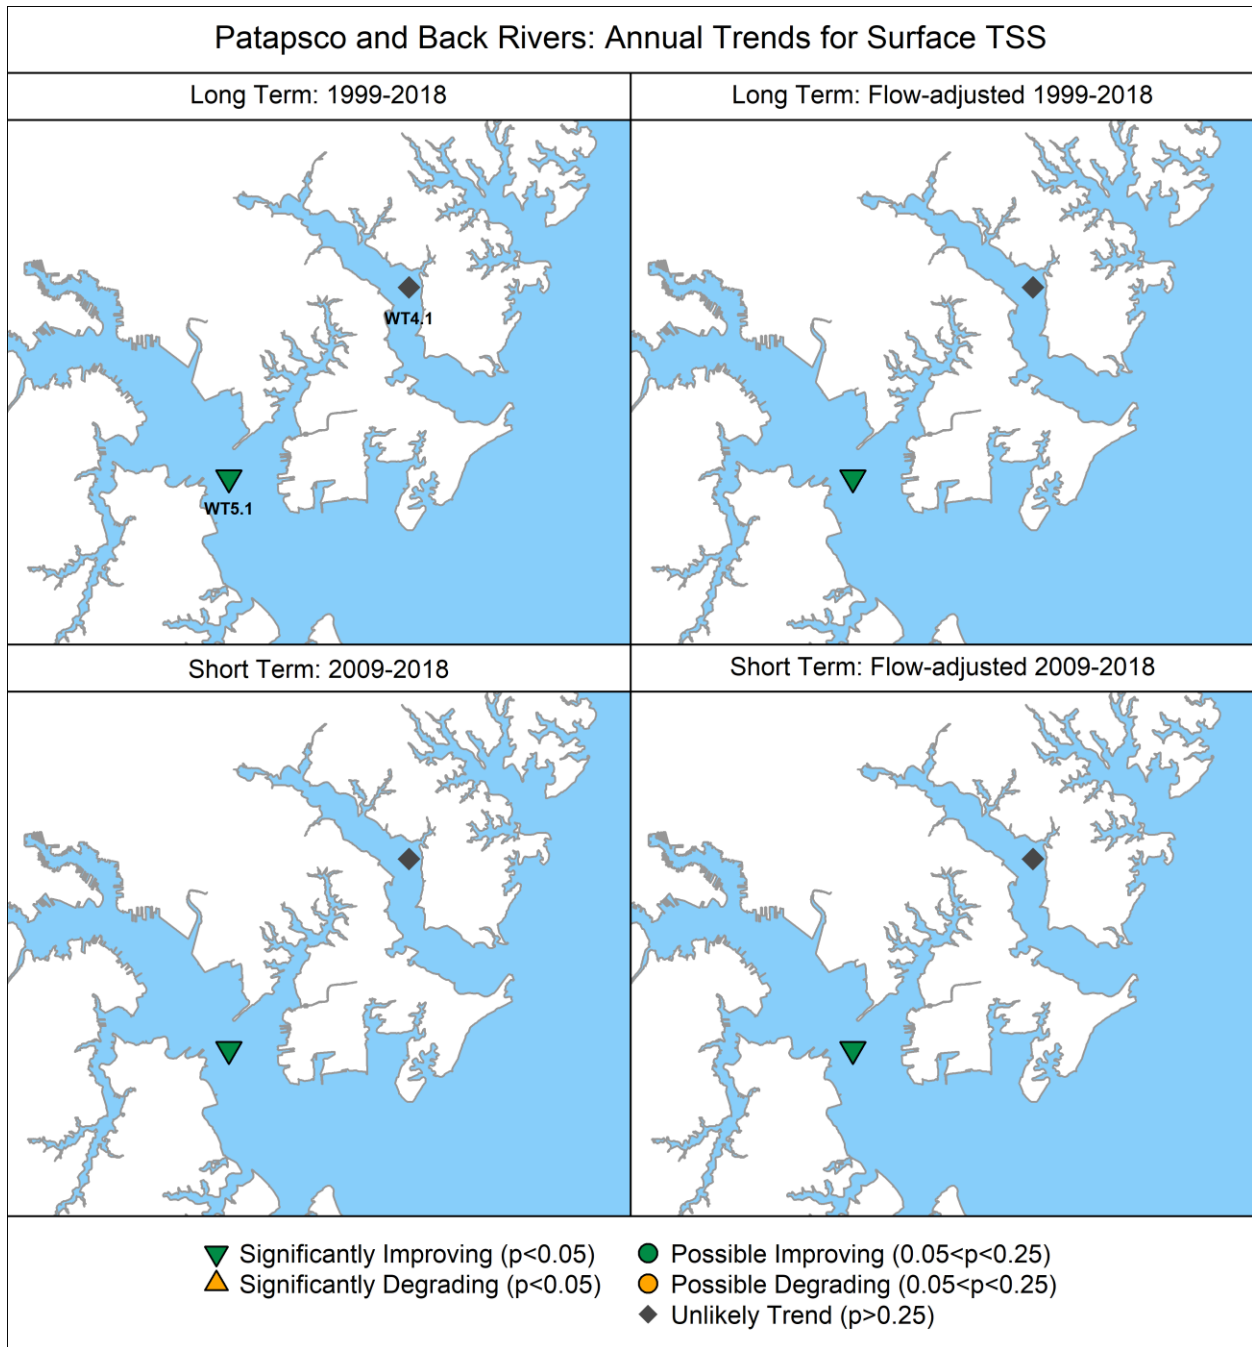 Patapsco and Back Rivers: Annual Trends for Surface TSS
Long Term: 1999-2018
Long Term: Flow-adjusted 1999-2018
WT4.1
WT5.1
Short Term: 2009-2018
Short Term: Flow-adjusted 2009-2018
Significantly Improving (p<0.05)
Significantly Degrading (p<0.05)
Possible Improving (0.05<p<0.25)
Possible Degrading (0.05<p<0.25)
Unlikely Trend (p>0.25)